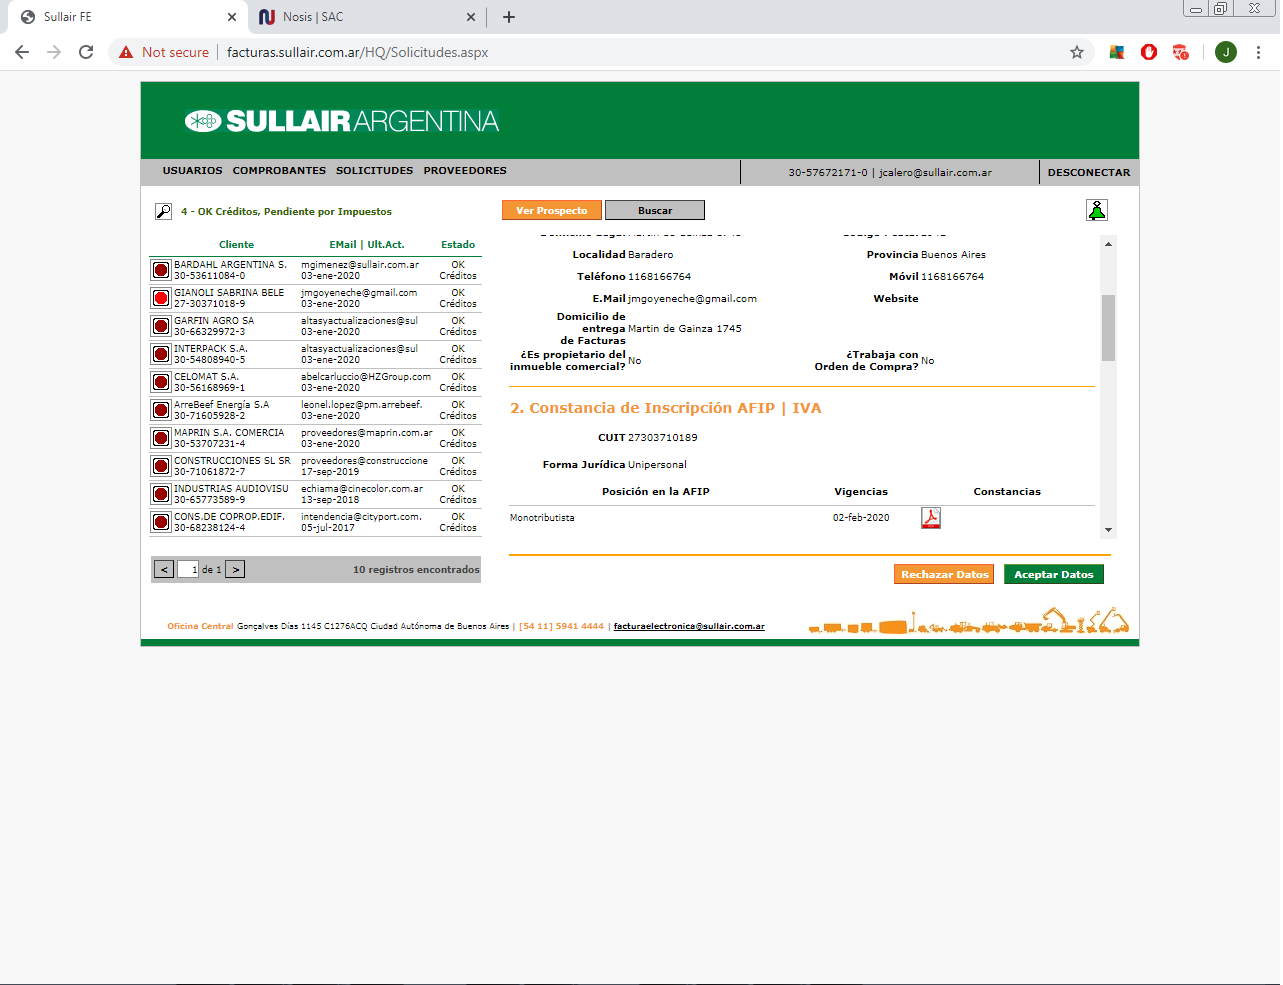 Sullair FE
Nosis | SAC
Not secure
facturas.sullair.com.ar/HQ/Solicitudes.aspx
J
SULLAIR ARGENTINA
USUARIOS COMPROBANTES SOLICITUDES PROVEEDORES
30-57672171-0 | jcalero@sullair.com.ar
DESCONECTAR
4 - OK Créditos, Pendiente por Impuestos
Cliente EMail | Ult.Act. Estado
BARDAHL ARGENTINA S. mgimenez@sullair.com.ar OK
30-53611084-0 03-ene-2020 Créditos
GIANOLI SABRINA BELE jmgoyeneche@gmail.com OK
27-30371018-9 03-ene-2020 Créditos
GARFIN AGRO SA altasyactualizaciones@sul OK
30-66329972-3 03-ene-2020 Créditos
INTERPACK S.A. altasyactualizaciones@sul OK
30-54808940-5 03-ene-2020 Créditos
CELOMAT S.A. abelcarluccio@HZGroup.com OK
30-56168969-1 03-ene-2020 Créditos
ArreBeef Energía S.A leonel.lopez@pm.arrebeef. OK
30-71605928-2 03-ene-2020 Créditos
MAPRIN S.A. COMERCIA proveedores@maprin.com.ar OK
30-53707231-4 03-ene-2020 Créditos
CONSTRUCCIONES SL SR proveedores@construccione OK
30-71061872-7 17-sep-2019 Créditos
INDUSTRIAS AUDIOVISU echiama@cinecolor.com.ar OK
30-65773589-9 13-sep-2018 Créditos
CONS.DE COPROP.EDIF. intendencia@cityport.com. OK
30-68238124-4 05-jul-2017 Créditos
< 1 de 1 > 10 registros encontrados
Ver Prospecto Buscar
Localidad Baradero Provincia Buenos Aires
Teléfono 1168166764 Móvil 1168166764
E.Mail jmgoyeneche@gmail.com Website
Domicilio de
entrega Martin de Gainza 1745
de Facturas
¿Es propietario del
inmueble comercial? No
¿Trabaja con
Orden de Compra? No
2. Constancia de Inscripción AFIP | IVA
CUIT 27303710189
Forma Jurídica Unipersonal
Posición en la AFIP Vigencias Constancias
Monotributista 02-feb-2020
Rechazar Datos Aceptar Datos
Oficina Central Gonçalves Días 1145 C1276ACQ Ciudad Autónoma de Buenos Aires | [54 11] 5941 4444 | facturaelectronica@sullair.com.ar